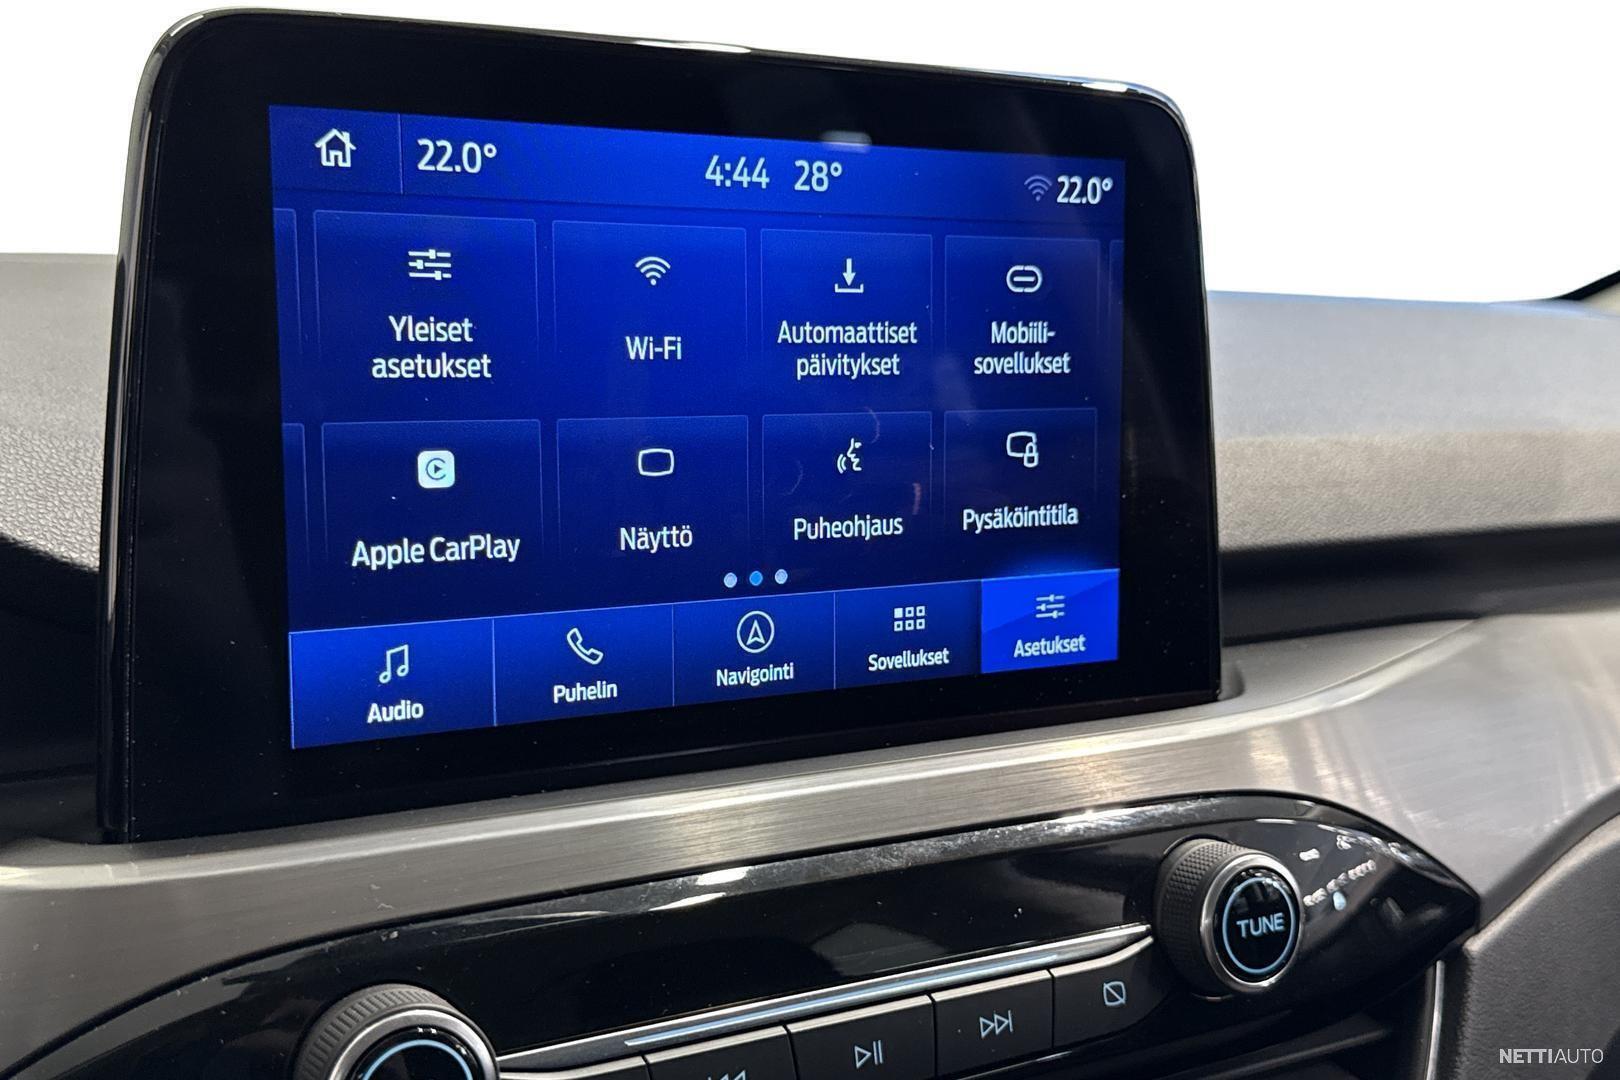 22.0°
4:44 28°
22.0°
Yleiset
asetukset
Wi-Fi
Automaattiset
päivitykset
Mobiili-
sovellukset
Apple CarPlay
Näyttö
Puheohjaus
Pysäköintitila
Audio
Puhelin
Navigointi
Sovellukset
Asetukset
TUNE
NETTIAUTO